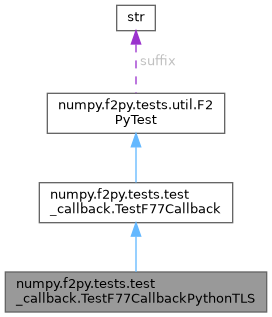 str
suffix
numpy.f2py.tests.util.F2
PyTest
numpy.f2py.tests.test
_callback.TestF77Callback
numpy.f2py.tests.test
_callback.TestF77CallbackPythonTLS